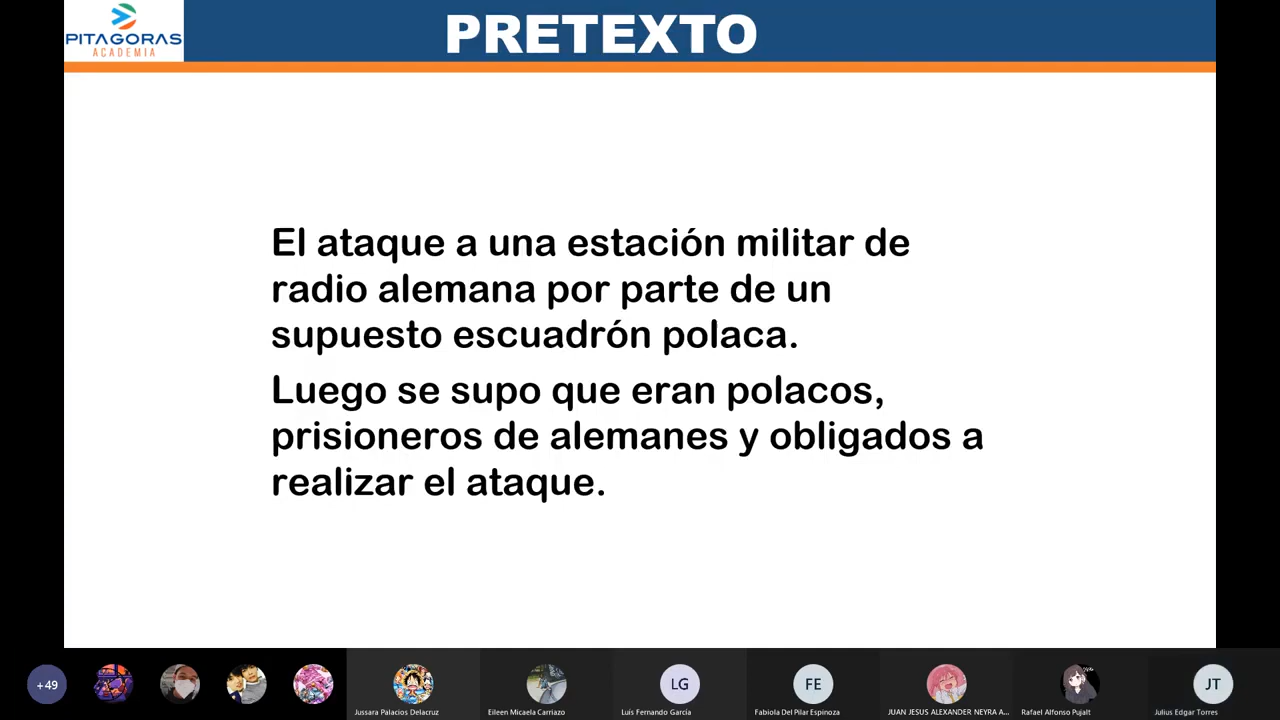 PITAGORAS
ACADEMIA
PRETEXTO
El ataque a una estación militar de
radio alemana por parte de un
supuesto escuadrón polaca.
Luego se supo que eran polacos,
prisioneros de alemanes y obligados a
realizar el ataque.
+49
LG
FE
JT
Jussara Palacios Delacruz
Eileen Micaela Carriazo
Luis Fernando García
Fabiola Del Pilar Espinoza
JUAN JESUS ALEXANDER NEYRA A...
Rafael Alfonso Pujalt
Julius Edgar Torres